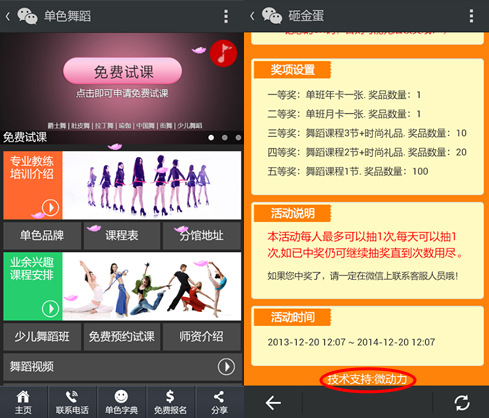 单色舞蹈
免费试课
点击即可申请免费试课
爵士舞 | 肚皮舞 | 拉丁舞 | 瑜伽 | 中国舞 | 街舞 | 少儿舞蹈
免费试课
专业教练
培训介绍
单色品牌
课程表
分馆地址
业余兴趣
课程安排
少儿舞蹈班
免费预约试课
师资介绍
舞蹈视频
主页
联系电话
单色字典
免费报名
分享
砸金蛋
奖项设置
一等奖：单班年卡一张. 奖品数量：1
二等奖：单班月卡一张. 奖品数量：1
三等奖：舞蹈课程3节+时尚礼品. 奖品数量：10
四等奖：舞蹈课程2节+时尚礼品. 奖品数量：20
五等奖：舞蹈课程1节. 奖品数量：100
活动说明
本活动每人最多可以抽1次,每天可以抽1
次,如已中奖仍可继续抽奖直到次数用尽。
如果您中奖了，请一定在微信上联系客服人员哦!
活动时间
2013-12-20 12:07 ~ 2014-12-20 12:07
技术支持:微动力